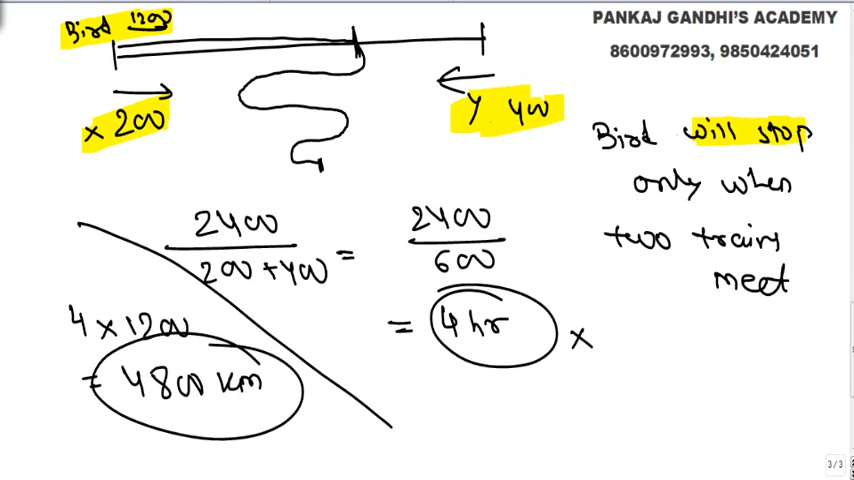 PANKAJ GANDHI'S ACADEMY
8600972993, 9850424051
Bird 1200
x 200
y 400
Bird will stop
only when
two trains
meet
2400
200+400
=
2400
600
= 4 hr x
4 x 1200
= 4800 km
3/3